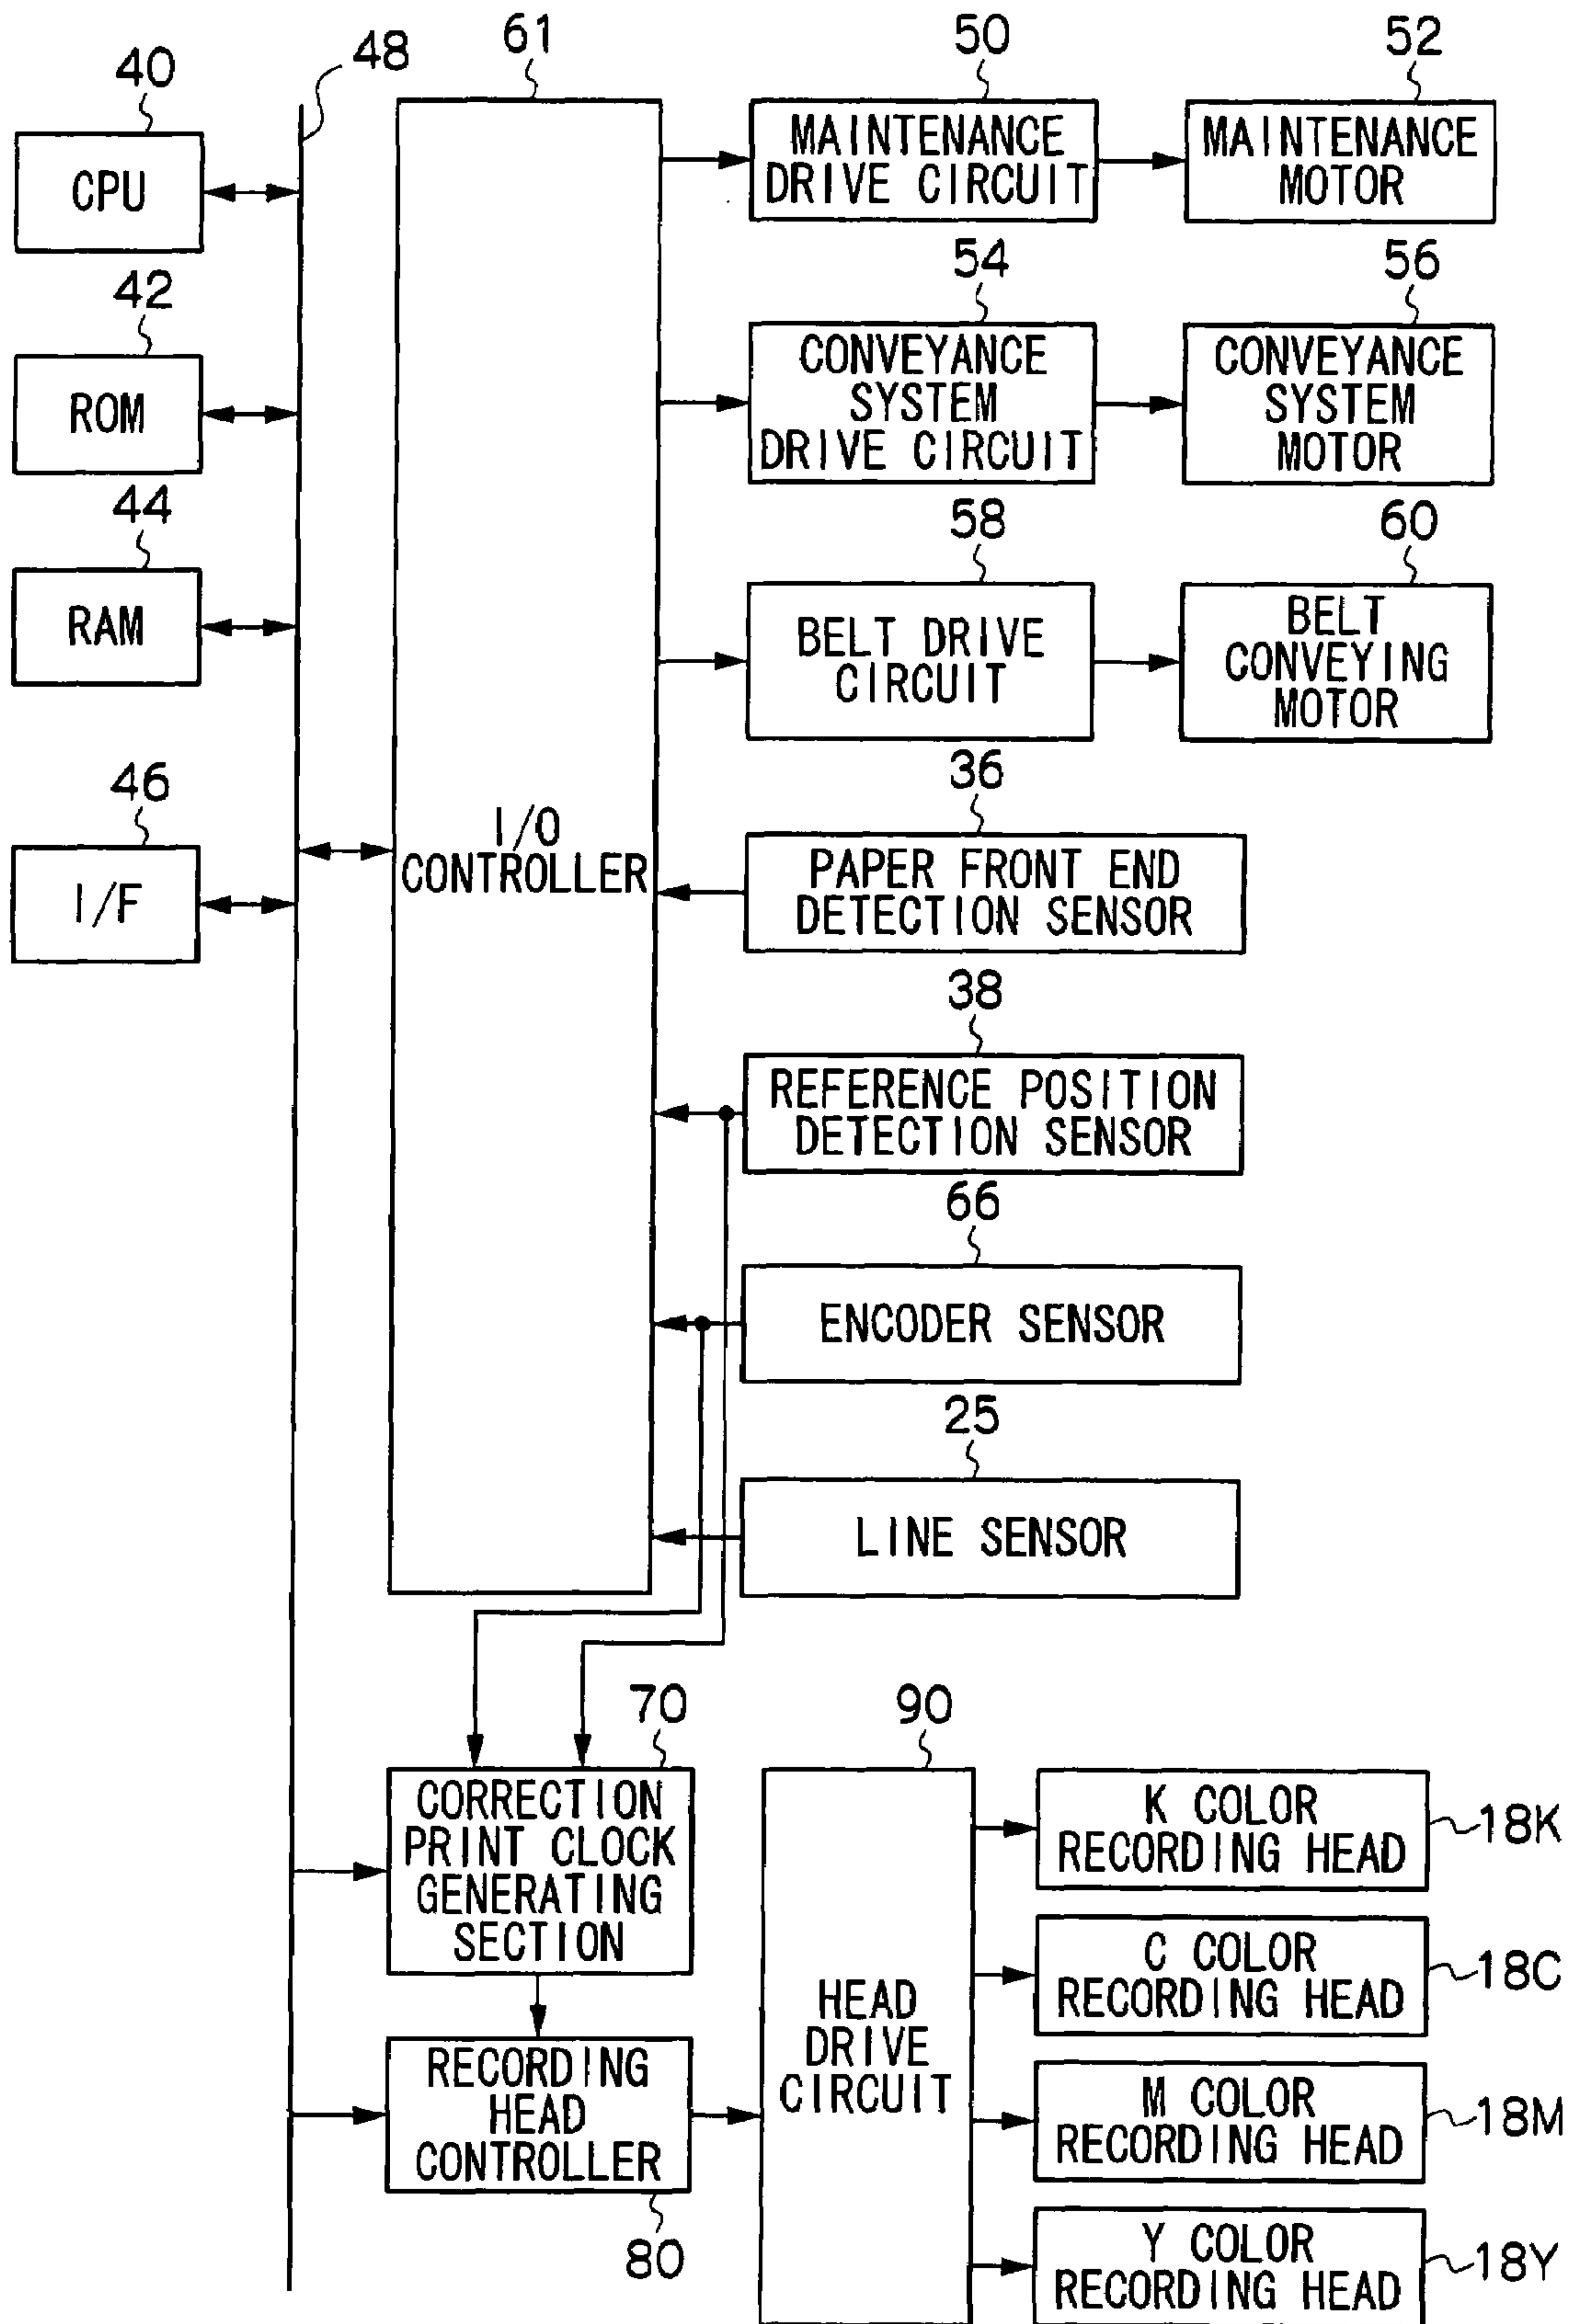 40
CPU
42
ROM
44
RAM
46
I/F
48
61
I/O
CONTROLLER
50
MAINTENANCE
DRIVE CIRCUIT
52
MAINTENANCE
MOTOR
54
CONVEYANCE
SYSTEM
DRIVE CIRCUIT
56
CONVEYANCE
SYSTEM
MOTOR
58
BELT DRIVE
CIRCUIT
60
BELT
CONVEYING
MOTOR
36
PAPER FRONT END
DETECTION SENSOR
38
REFERENCE POSITION
DETECTION SENSOR
66
ENCODER SENSOR
25
LINE SENSOR
70
CORRECTION
PRINT CLOCK
GENERATING
SECTION
RECORDING
HEAD
CONTROLLER
80
90
HEAD
DRIVE
CIRCUIT
K COLOR
RECORDING HEAD
18K
C COLOR
RECORDING HEAD
18C
M COLOR
RECORDING HEAD
18M
Y COLOR
RECORDING HEAD
18Y